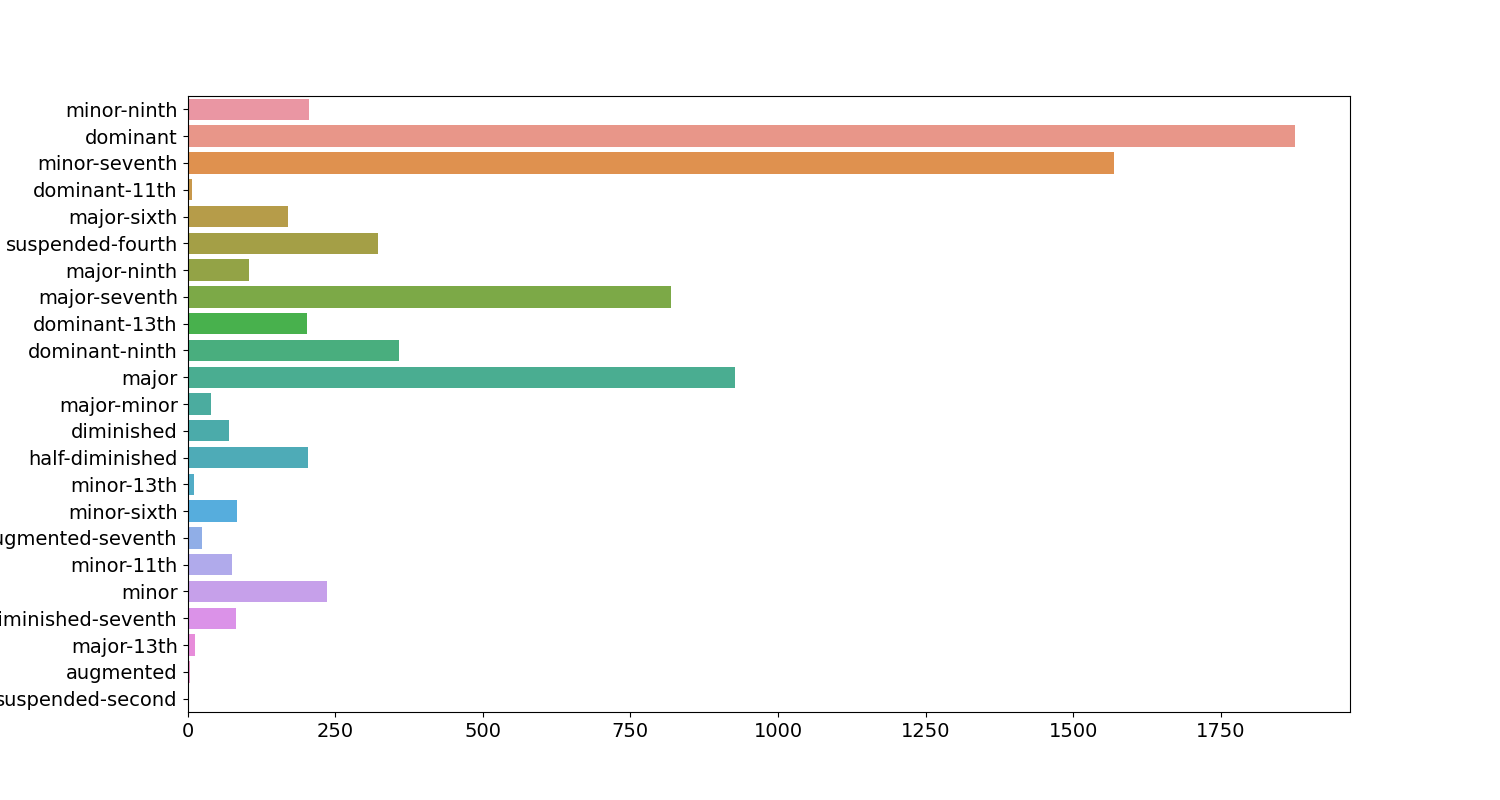 minor-ninth
dominant
minor-seventh
dominant-11th
major-sixth
suspended-fourth
major-ninth
major-seventh
dominant-13th
dominant-ninth
major
major-minor
diminished
half-diminished
minor-13th
minor-sixth
ugmented-seventh
minor-11th
minor
iminished-seventh
major-13th
augmented
suspended-second
0 250 500 750 1000 1250 1500 1750